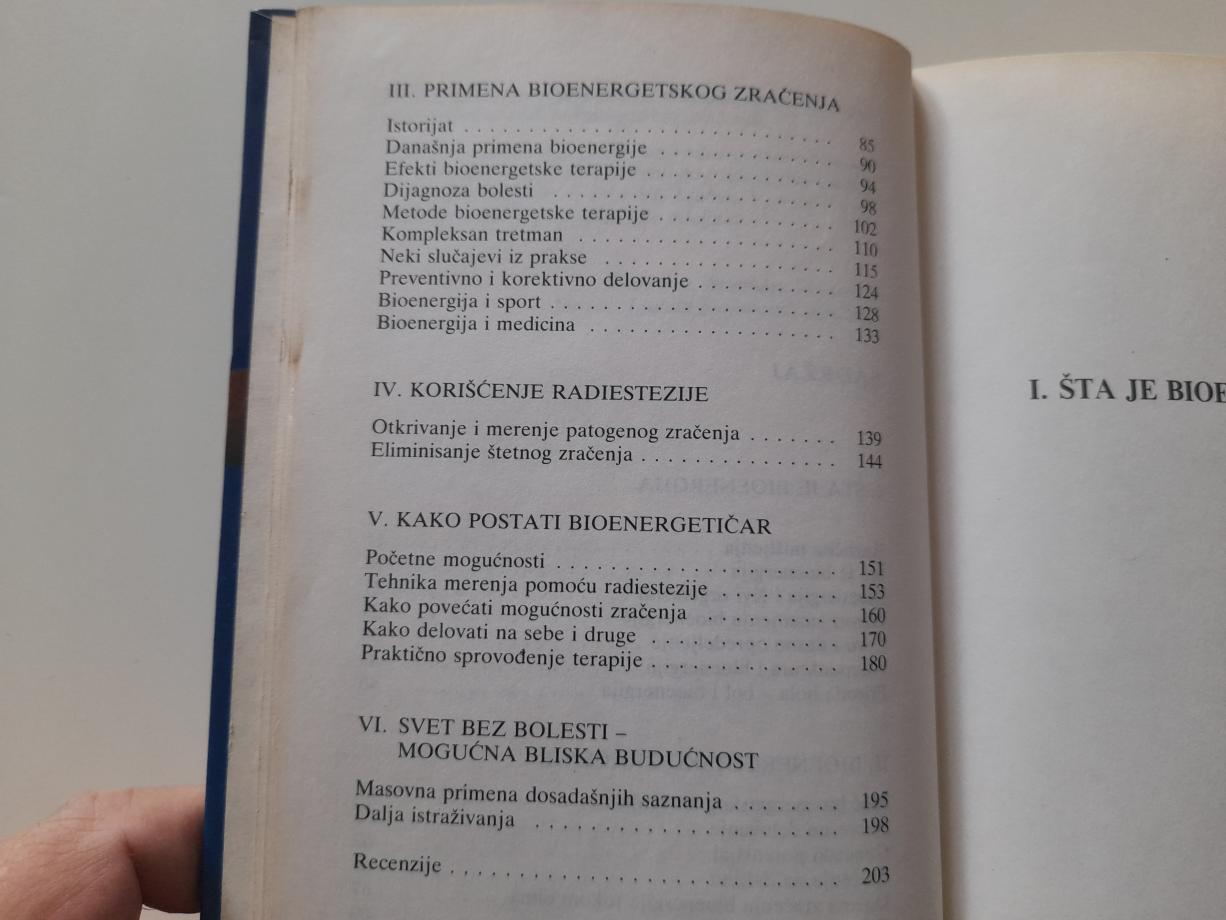 III. PRIMENA BIOENERGETSKOG ZRAČENJA
Istorijat . . . . . . . . . . . . . . . . . . . . . . . . . . . . . 85
Današnja primena bioenergije . . . . . . . . . . . . . . 90
Efekti bioenergetske terapije . . . . . . . . . . . . . . . 94
Dijagnoza bolesti . . . . . . . . . . . . . . . . . . . . . . 98
Metode bioenergetske terapije . . . . . . . . . . . . . . 102
Kompleksan tretman . . . . . . . . . . . . . . . . . . . . 110
Neki slučajevi iz prakse . . . . . . . . . . . . . . . . . . 115
Preventivno i korektivno delovanje . . . . . . . . . . . 124
Bioenergija i sport . . . . . . . . . . . . . . . . . . . . . . 128
Bioenergija i medicina . . . . . . . . . . . . . . . . . . . 133
IV. KORIŠĆENJE RADIESTEZIJE
Otkrivanje i merenje patogenog zračenja . . . . . . . 139
Eliminisanje štetnog zračenja . . . . . . . . . . . . . . . 144
V. KAKO POSTATI BIOENERGETIČAR
Početne mogućnosti . . . . . . . . . . . . . . . . . . . . . 151
Tehnika merenja pomoću radiestezije . . . . . . . . . 153
Kako povećati mogućnosti zračenja . . . . . . . . . . 160
Kako delovati na sebe i druge . . . . . . . . . . . . . . 170
Praktično sprovođenje terapije . . . . . . . . . . . . . . 180
VI. SVET BEZ BOLESTI –
MOGUĆNA BLISKA BUDUĆNOST
Masovna primena dosadašnjih saznanja . . . . . . . . 195
Dalja istraživanja . . . . . . . . . . . . . . . . . . . . . . . 198
Recenzije . . . . . . . . . . . . . . . . . . . . . . . . . . . . 203
I. ŠTA JE